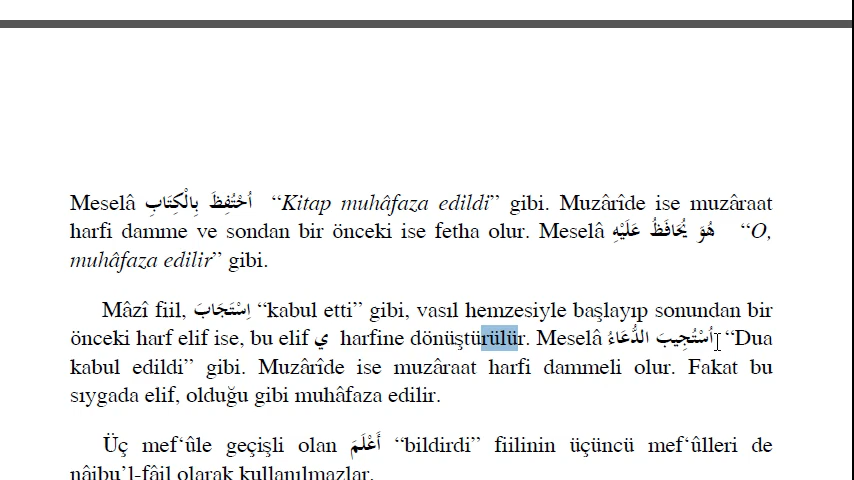 Meselâ اُحْتُفِظَ بِالْكِتَابِ “Kitap muhâfaza edildi” gibi. Muzârîde ise muzâraat
harfi damme ve sondan bir önceki ise fetha olur. Meselâ هُوَ يُحَافَظُ عَلَيْهِ “O,
muhâfaza edilir” gibi.
Mâzî fiil, اِسْتَجَابَ “kabul etti” gibi, vasıl hemzesiyle başlayıp sonundan bir
önceki harf elif ise, bu elif ي harfine dönüştürülür. Meselâ اُسْتُجِيبَ الدُّعَاءُ “Dua
kabul edildi” gibi. Muzârîde ise muzâraat harfi dammeli olur. Fakat bu
sıygada elif, olduğu gibi muhâfaza edilir.
Üç mef‘ûle geçişli olan أَعْلَمَ “bildirdi” fiilinin üçüncü mef‘ûlleri de
nâibu’l-fâil olarak kullanılmazlar.